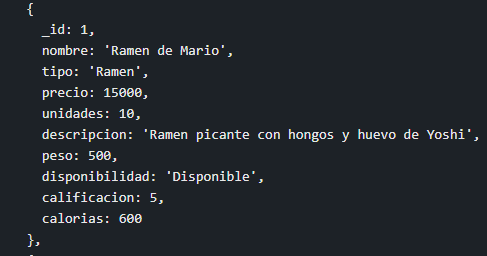 {
_id: 1,
nombre: 'Ramen de Mario',
tipo: 'Ramen',
precio: 15000,
unidades: 10,
descripcion: 'Ramen picante con hongos y huevo de Yoshi',
peso: 500,
disponibilidad: 'Disponible',
calificacion: 5,
calorias: 600
},